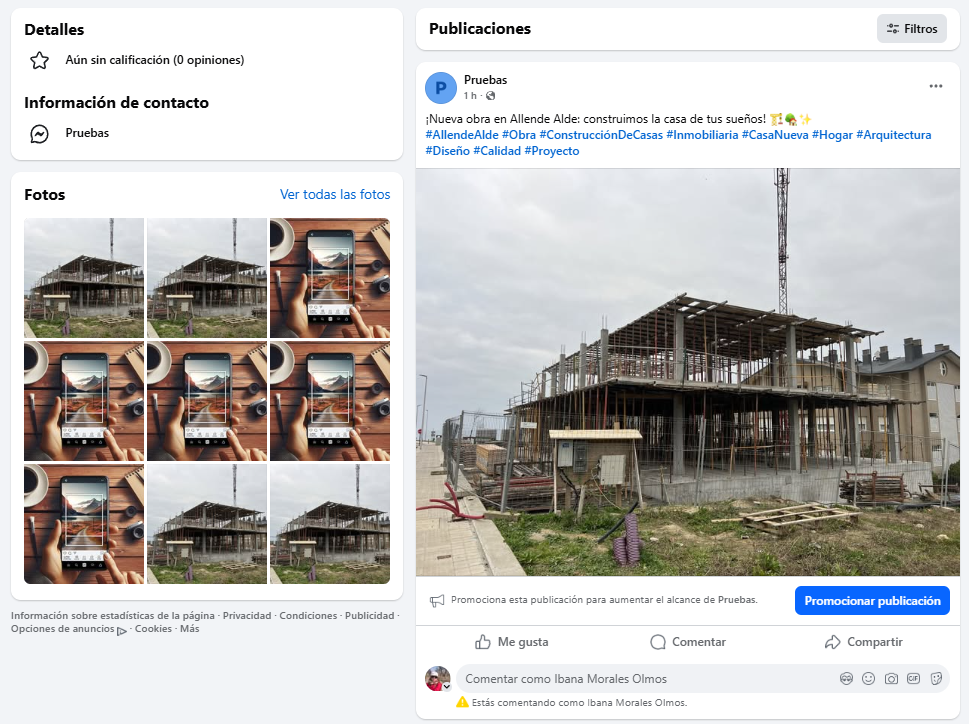 Detalles
Aún sin calificación (0 opiniones)
Información de contacto
Pruebas
Fotos
Ver todas las fotos
Información sobre estadísticas de la página · Privacidad · Condiciones · Publicidad ·
Opciones de anuncios · Cookies · Más
Publicaciones
Filtros
P
Pruebas
1 h ·
¡Nueva obra en Allende Alde: construimos la casa de tus sueños! 🏗️🏡✨
#AllendeAlde #Obra #ConstrucciónDeCasas #Inmobiliaria #CasaNueva #Hogar #Arquitectura
#Diseño #Calidad #Proyecto
Promociona esta publicación para aumentar el alcance de Pruebas.
Promocionar publicación
Me gusta
Comentar
Compartir
Comentar como Ibana Morales Olmos
GIF
Estás comentando como Ibana Morales Olmos.